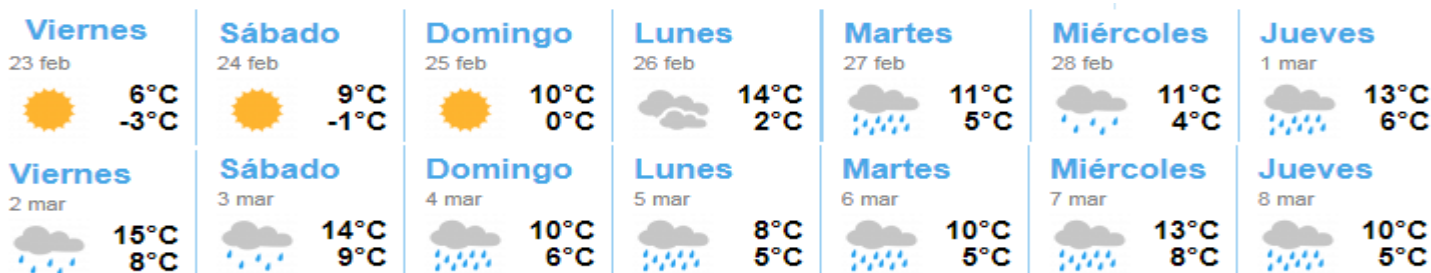 Viernes
23 feb
6°C
-3°C
Sábado
24 feb
9°C
-1°C
Domingo
25 feb
10°C
0°C
Lunes
26 feb
14°C
2°C
Martes
27 feb
11°C
5°C
Miércoles
28 feb
11°C
4°C
Jueves
1 mar
13°C
6°C
Viernes
2 mar
15°C
8°C
Sábado
3 mar
14°C
9°C
Domingo
4 mar
10°C
6°C
Lunes
5 mar
8°C
5°C
Martes
6 mar
10°C
5°C
Miércoles
7 mar
13°C
8°C
Jueves
8 mar
10°C
5°C